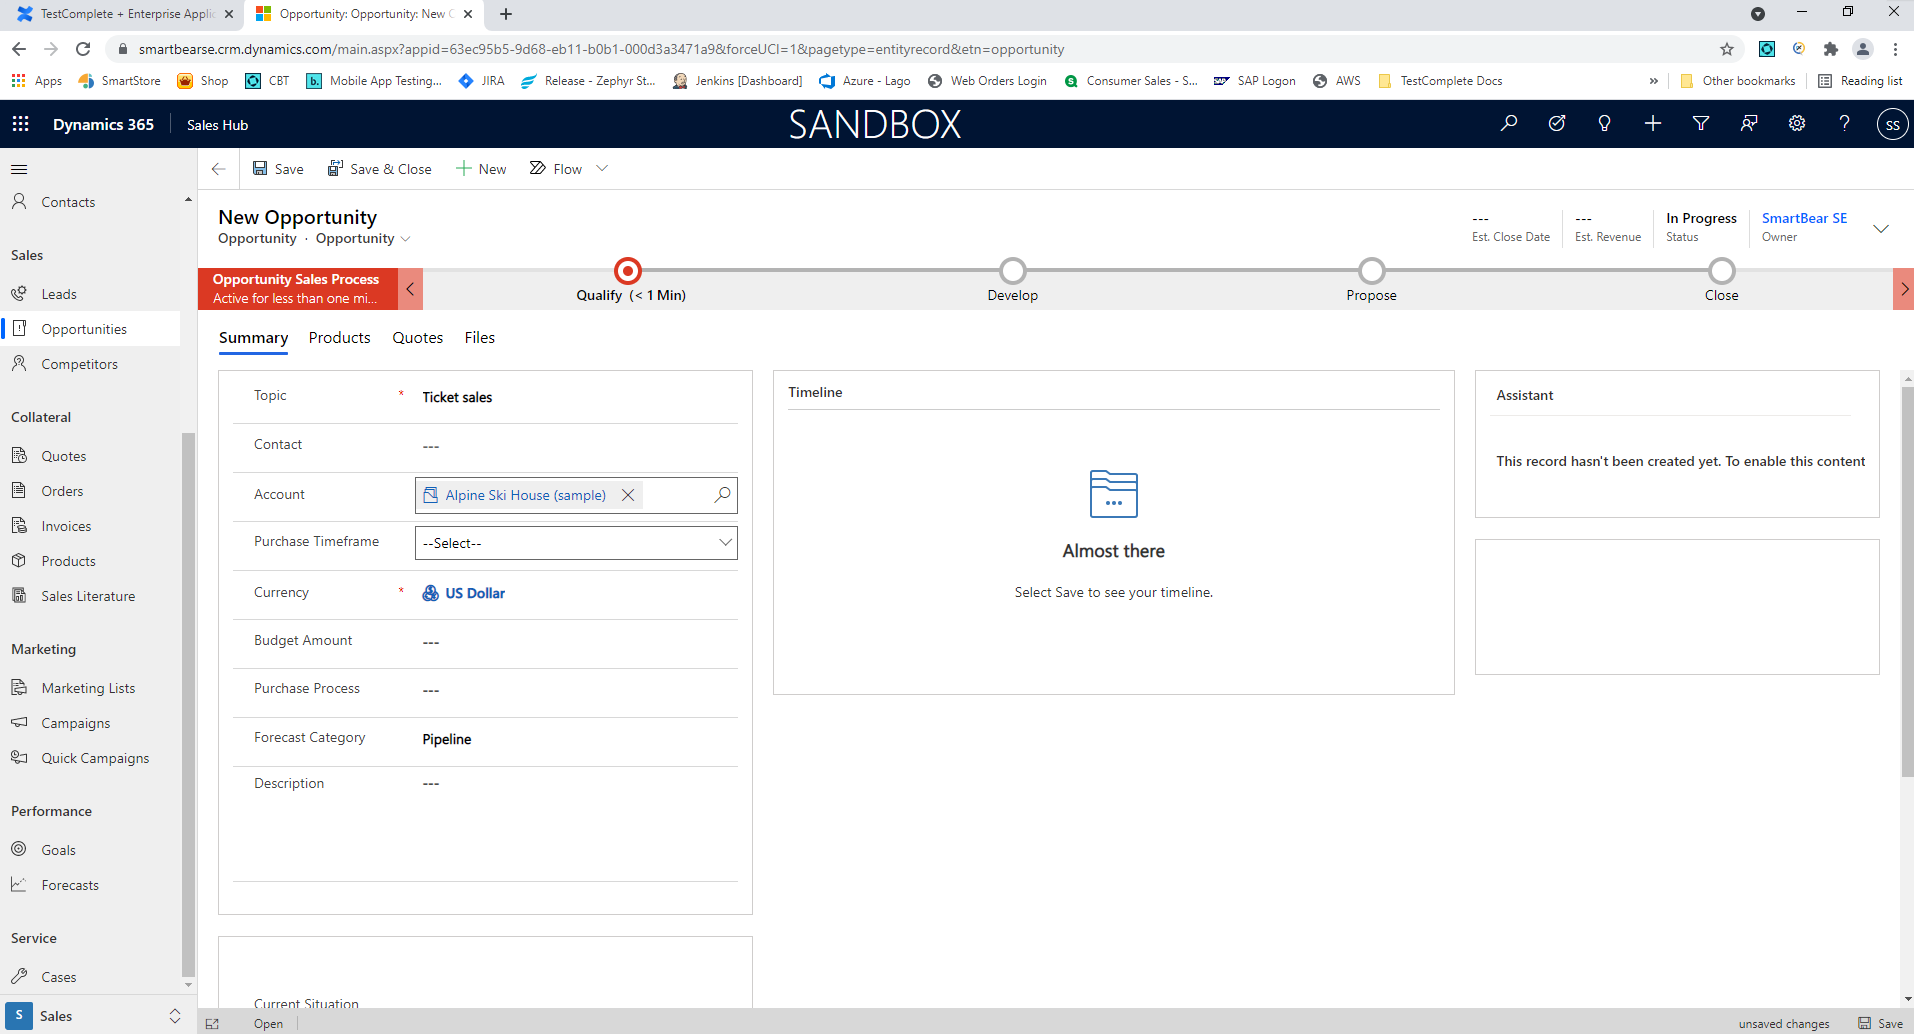 TestComplete + Enterprise Applic
Opportunity: Opportunity: New C
smartbearse.crm.dynamics.com/main.aspx?appid=63ec95b5-9d68-eb11-b0b1-000d3a3471a9&forceUCI=1&pagetype=entityrecord&etn=opportunity
Apps SmartStore Shop CBT b. Mobile App Testing... JIRA Release - Zephyr St... Jenkins [Dashboard] Azure - Lago Web Orders Login S Consumer Sales - S... SAP SAP Logon AWS TestComplete Docs » Other bookmarks Reading list
Dynamics 365 Sales Hub SANDBOX SS
Save Save & Close New Flow
Contacts
Sales
Leads
Opportunities
Competitors
Collateral
Quotes
Orders
Invoices
Products
Sales Literature
Marketing
Marketing Lists
Campaigns
Quick Campaigns
Performance
Goals
Forecasts
Service
Cases
S Sales
New Opportunity
Opportunity · Opportunity
--- Est. Close Date
--- Est. Revenue
In Progress Status
SmartBear SE Owner
Opportunity Sales Process
Active for less than one mi...
Qualify (< 1 Min) Develop Propose Close
Summary Products Quotes Files
Topic * Ticket sales
Contact ---
Account Alpine Ski House (sample)
Purchase Timeframe --Select--
Currency * US Dollar
Budget Amount ---
Purchase Process ---
Forecast Category Pipeline
Description ---
Current Situation
Timeline
Almost there
Select Save to see your timeline.
Assistant
This record hasn't been created yet. To enable this content
Open unsaved changes Save